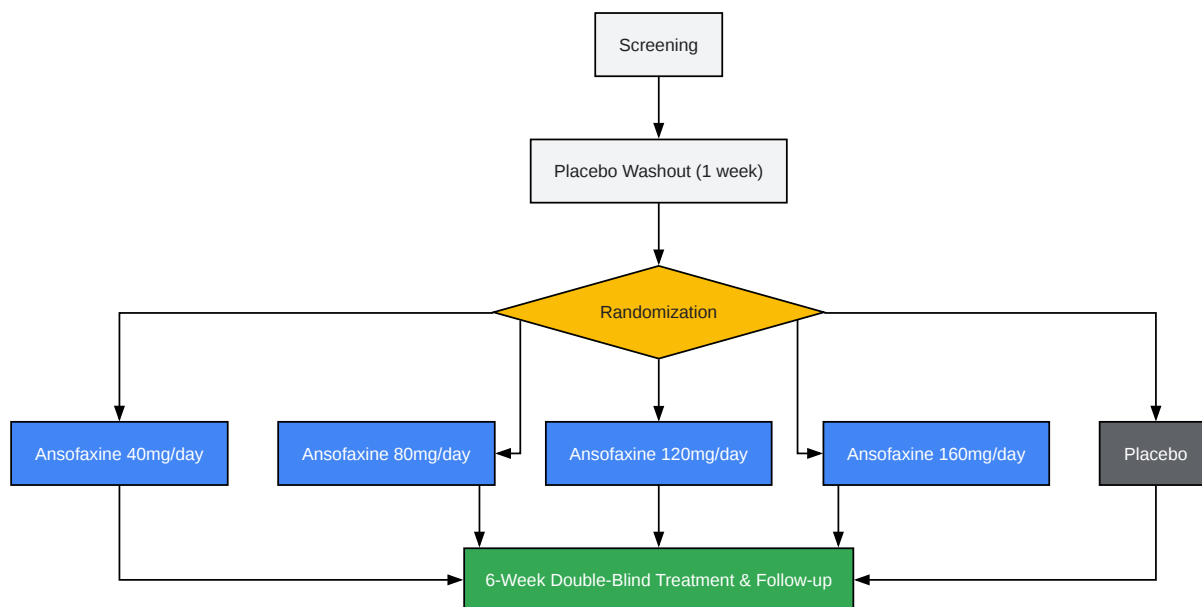 Screening
Placebo Washout (1 week)
Randomization
Ansofaxine 40mg/day
Ansofaxine 80mg/day
Ansofaxine 120mg/day
Ansofaxine 160mg/day
Placebo
6-Week Double-Blind Treatment & Follow-up